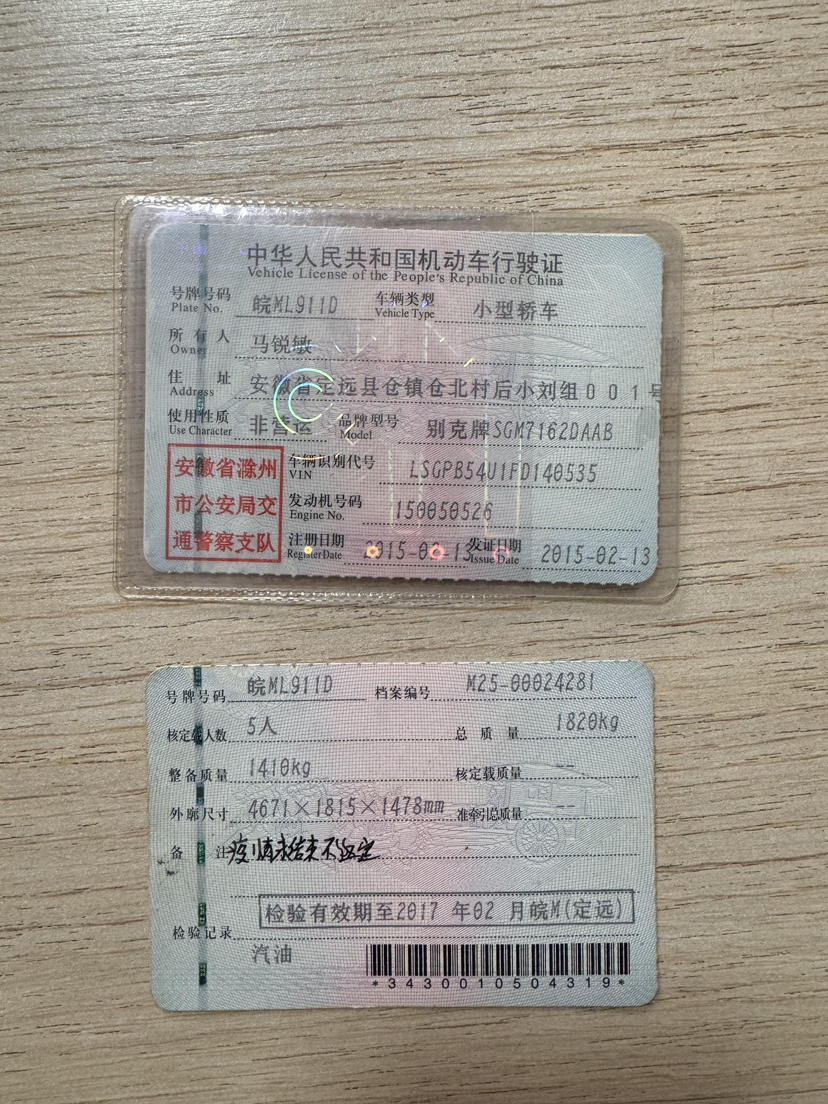 中华人民共和国机动车行驶证
Vehicle License of the People's Republic of China
号牌号码 皖ML911D 车辆类型 小型轿车
Plate No. Vehicle Type
所有人 马锐敏
Owner
住址 安徽省定远县仓镇仓北村后小刘组001号
Address
使用性质 非营运 品牌型号 别克牌SGM7162DAAB
Use Character Model
安徽省滁州
市公安局交
通警察支队
车辆识别代号 LSGPB54U1FD140535
VIN
发动机号码 150050526
Engine No.
注册日期 2015-02-13 发证日期 2015-02-13
Register Date Issue Date
号牌号码 皖ML911D 档案编号 M25-00024281
核定载人数 5人 总质量 1820kg
整备质量 1410kg 核定载质量 --
外廓尺寸 4671×1815×1478mm 准牵引总质量 --
备注 疫情未结束不
检验有效期至2017年02月皖M(定远)
检验记录
汽油
*3430010504319*